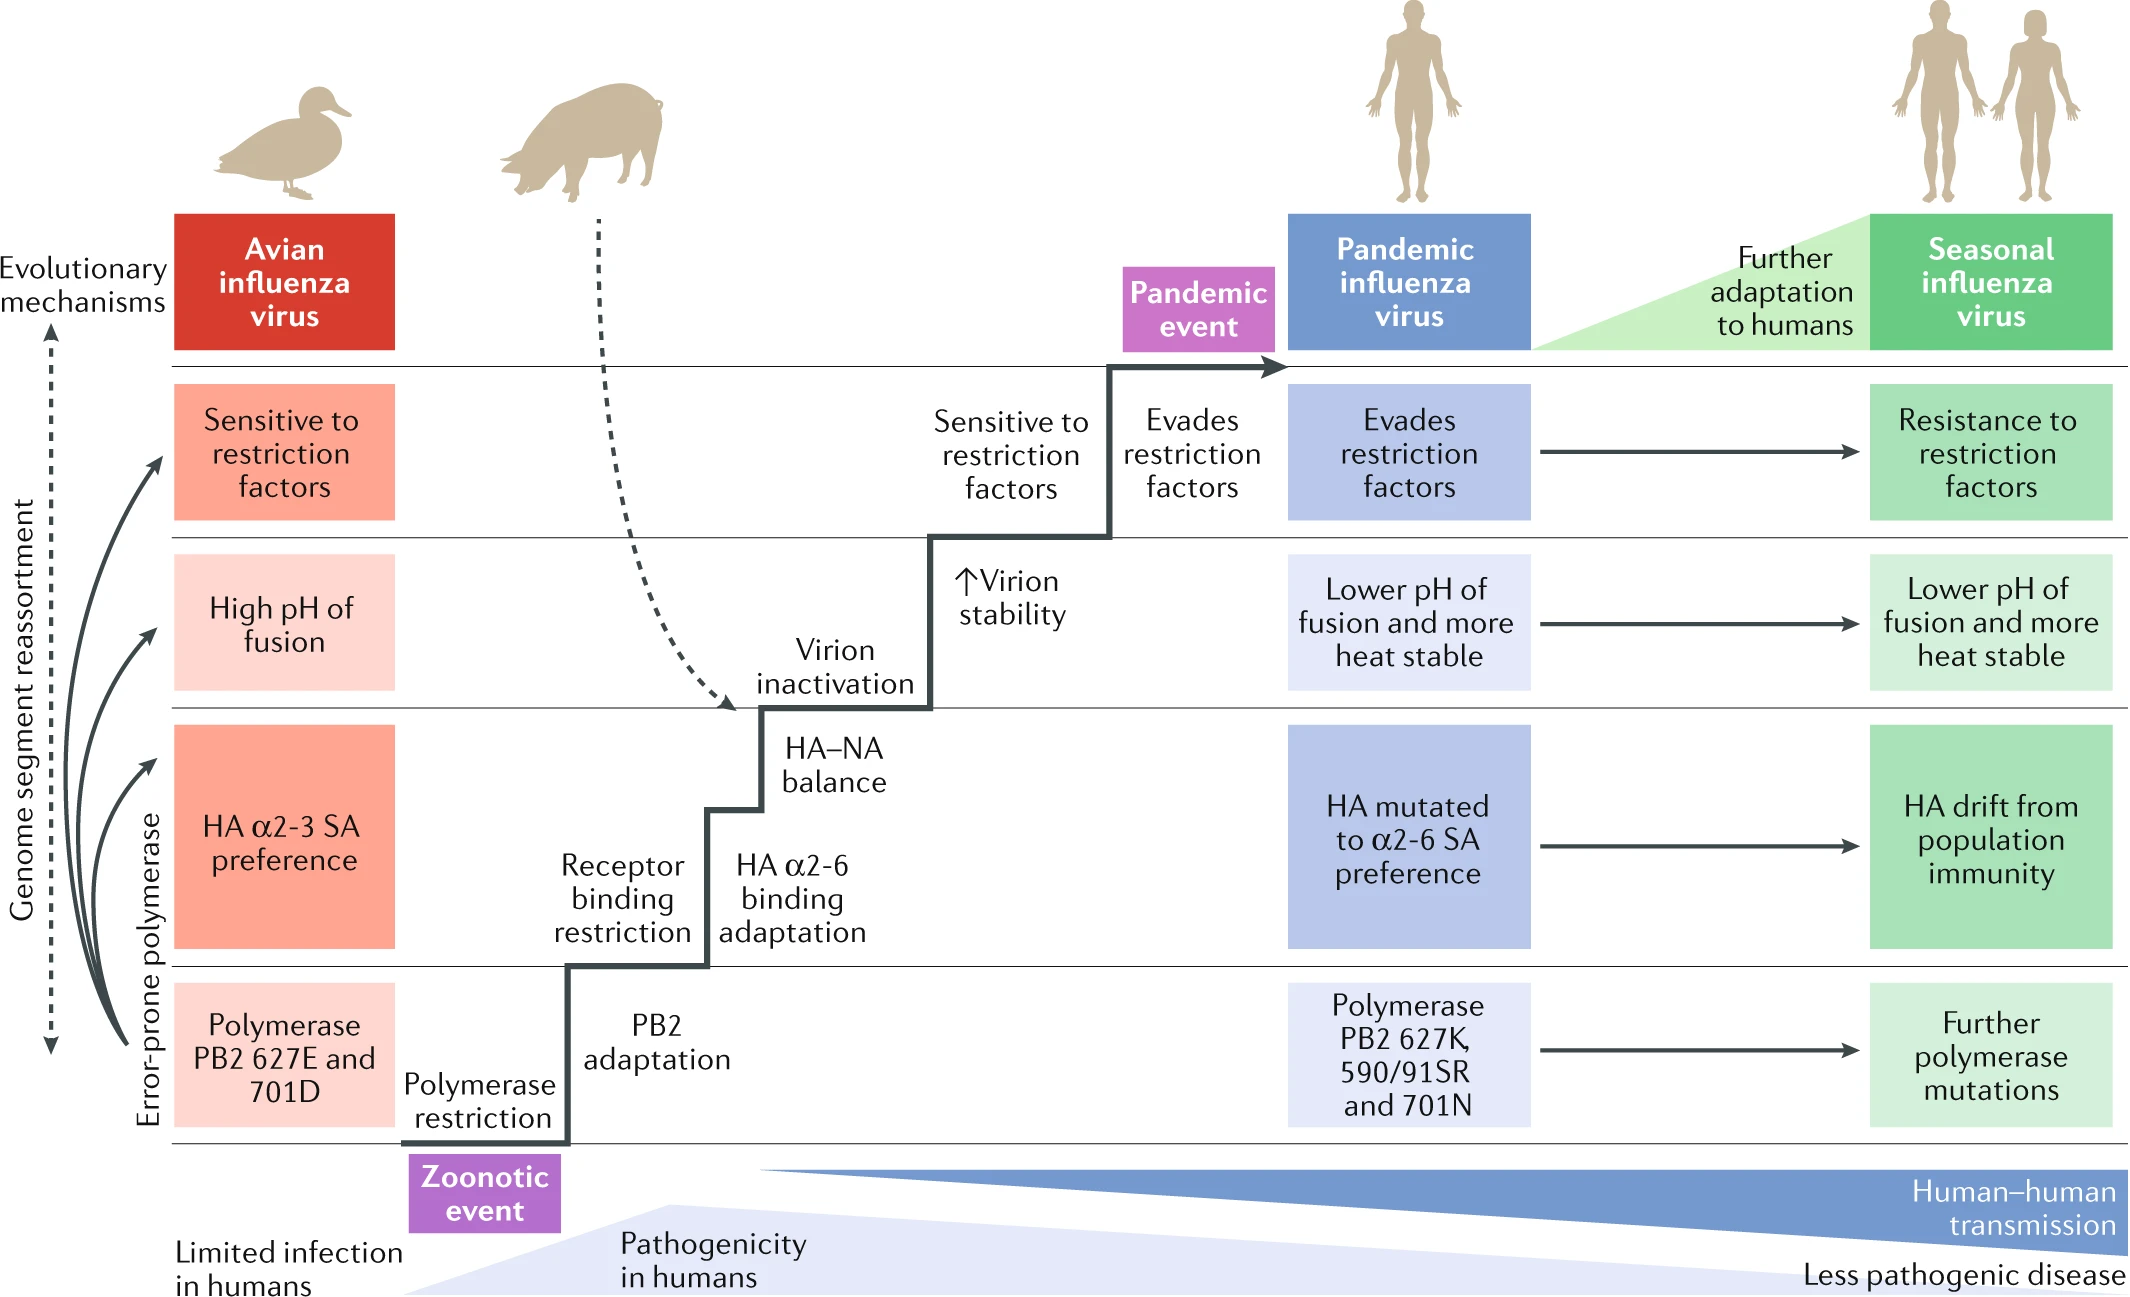 Evolutionary
mechanisms
Genome segment reassortment
Error-prone polymerase
Avian
influenza
virus
Sensitive to
restriction
factors
High pH of
fusion
HA α2-3 SA
preference
Polymerase
PB2 627E and
701D
Polymerase
restriction
Zoonotic
event
PB2
adaptation
Receptor
binding
restriction
HA α2-6
binding
adaptation
HA–NA
balance
Virion
inactivation
↑Virion
stability
Sensitive to
restriction
factors
Evades
restriction
factors
Pandemic
event
Pandemic
influenza
virus
Evades
restriction
factors
Lower pH of
fusion and more
heat stable
HA mutated
to α2-6 SA
preference
Polymerase
PB2 627K,
590/91SR
and 701N
Further
adaptation
to humans
Seasonal
influenza
virus
Resistance to
restriction
factors
Lower pH of
fusion and more
heat stable
HA drift from
population
immunity
Further
polymerase
mutations
Human–human
transmission
Limited infection
in humans
Pathogenicity
in humans
Less pathogenic disease